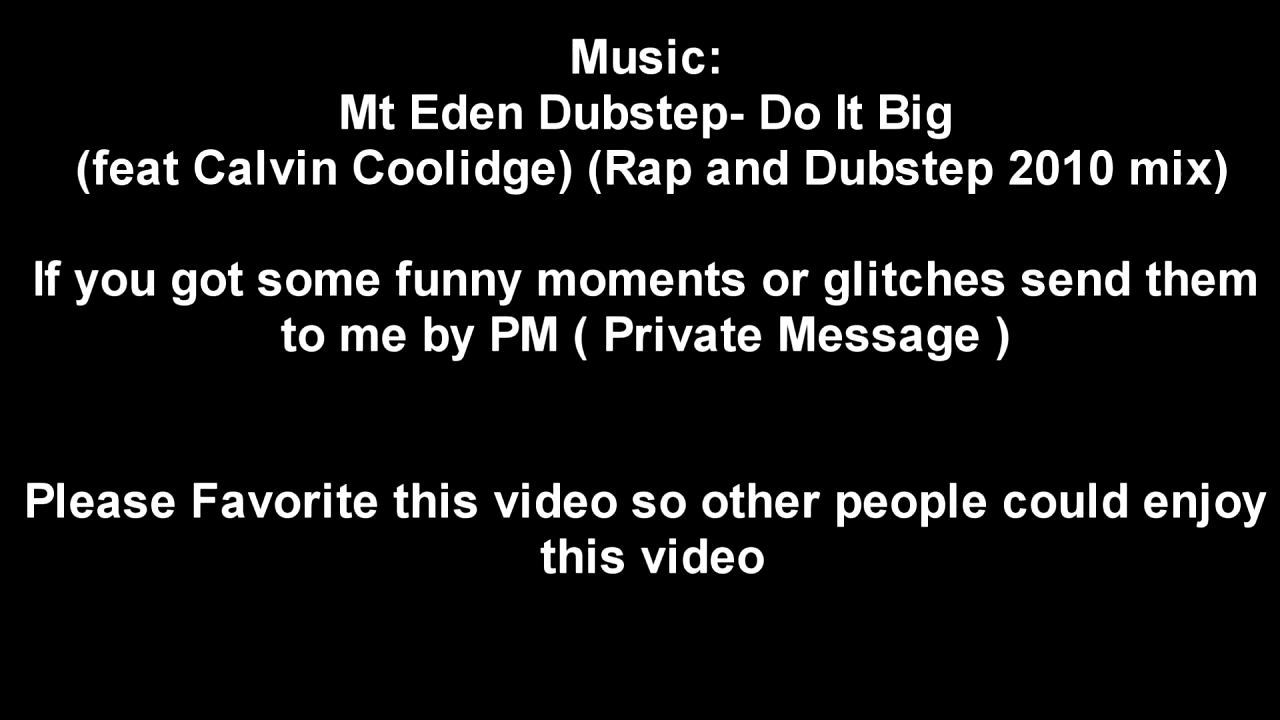 Music:
Mt Eden Dubstep- Do It Big
(feat Calvin Coolidge) (Rap and Dubstep 2010 mix)
If you got some funny moments or glitches send them
to me by PM ( Private Message )
Please Favorite this video so other people could enjoy
this video